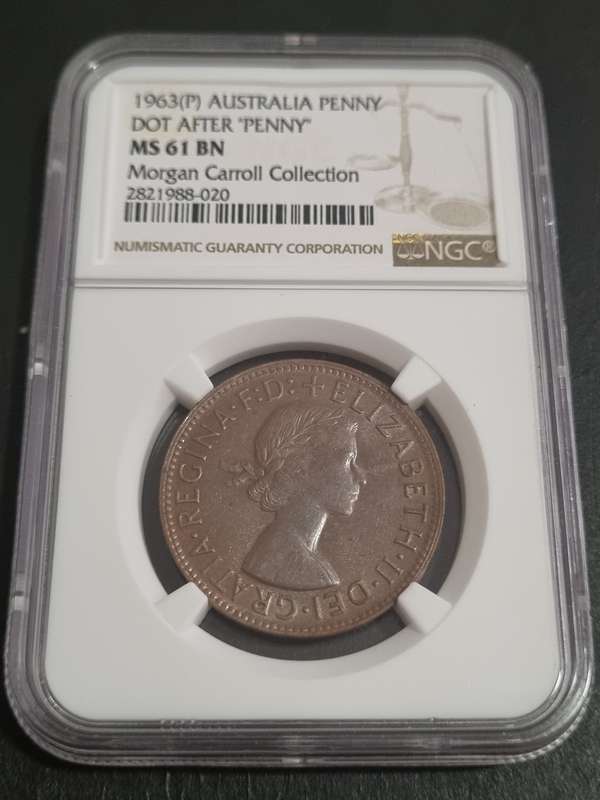 1963(P) AUSTRALIA PENNY
DOT AFTER "PENNY"
MS 61 BN
Morgan Carroll Collection
2821988-020
NUMISMATIC GUARANTY CORPORATION
NGC NGC®
+ELIZABETH·II·DEI·GRATIA·REGINA·F:D: